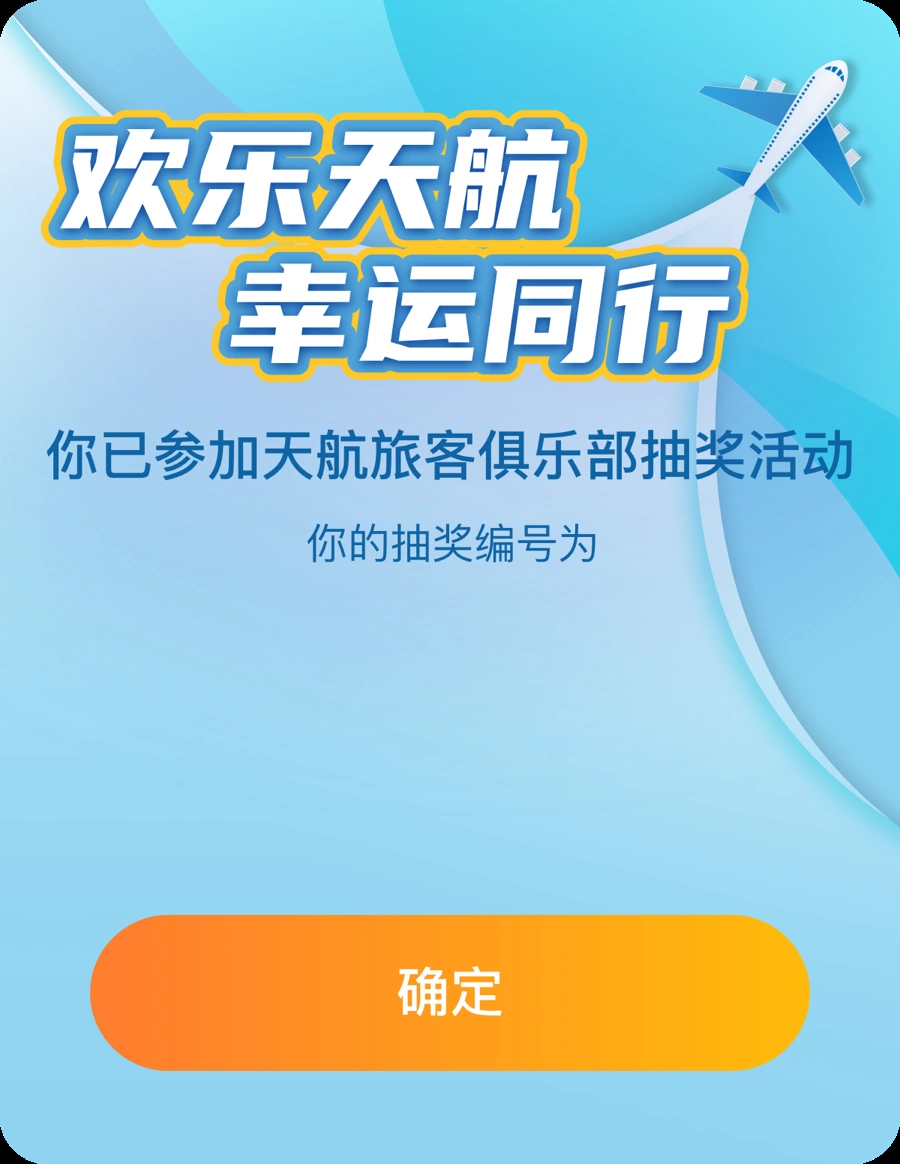 欢乐天航
幸运同行
你已参加天航旅客俱乐部抽奖活动
你的抽奖编号为
确定